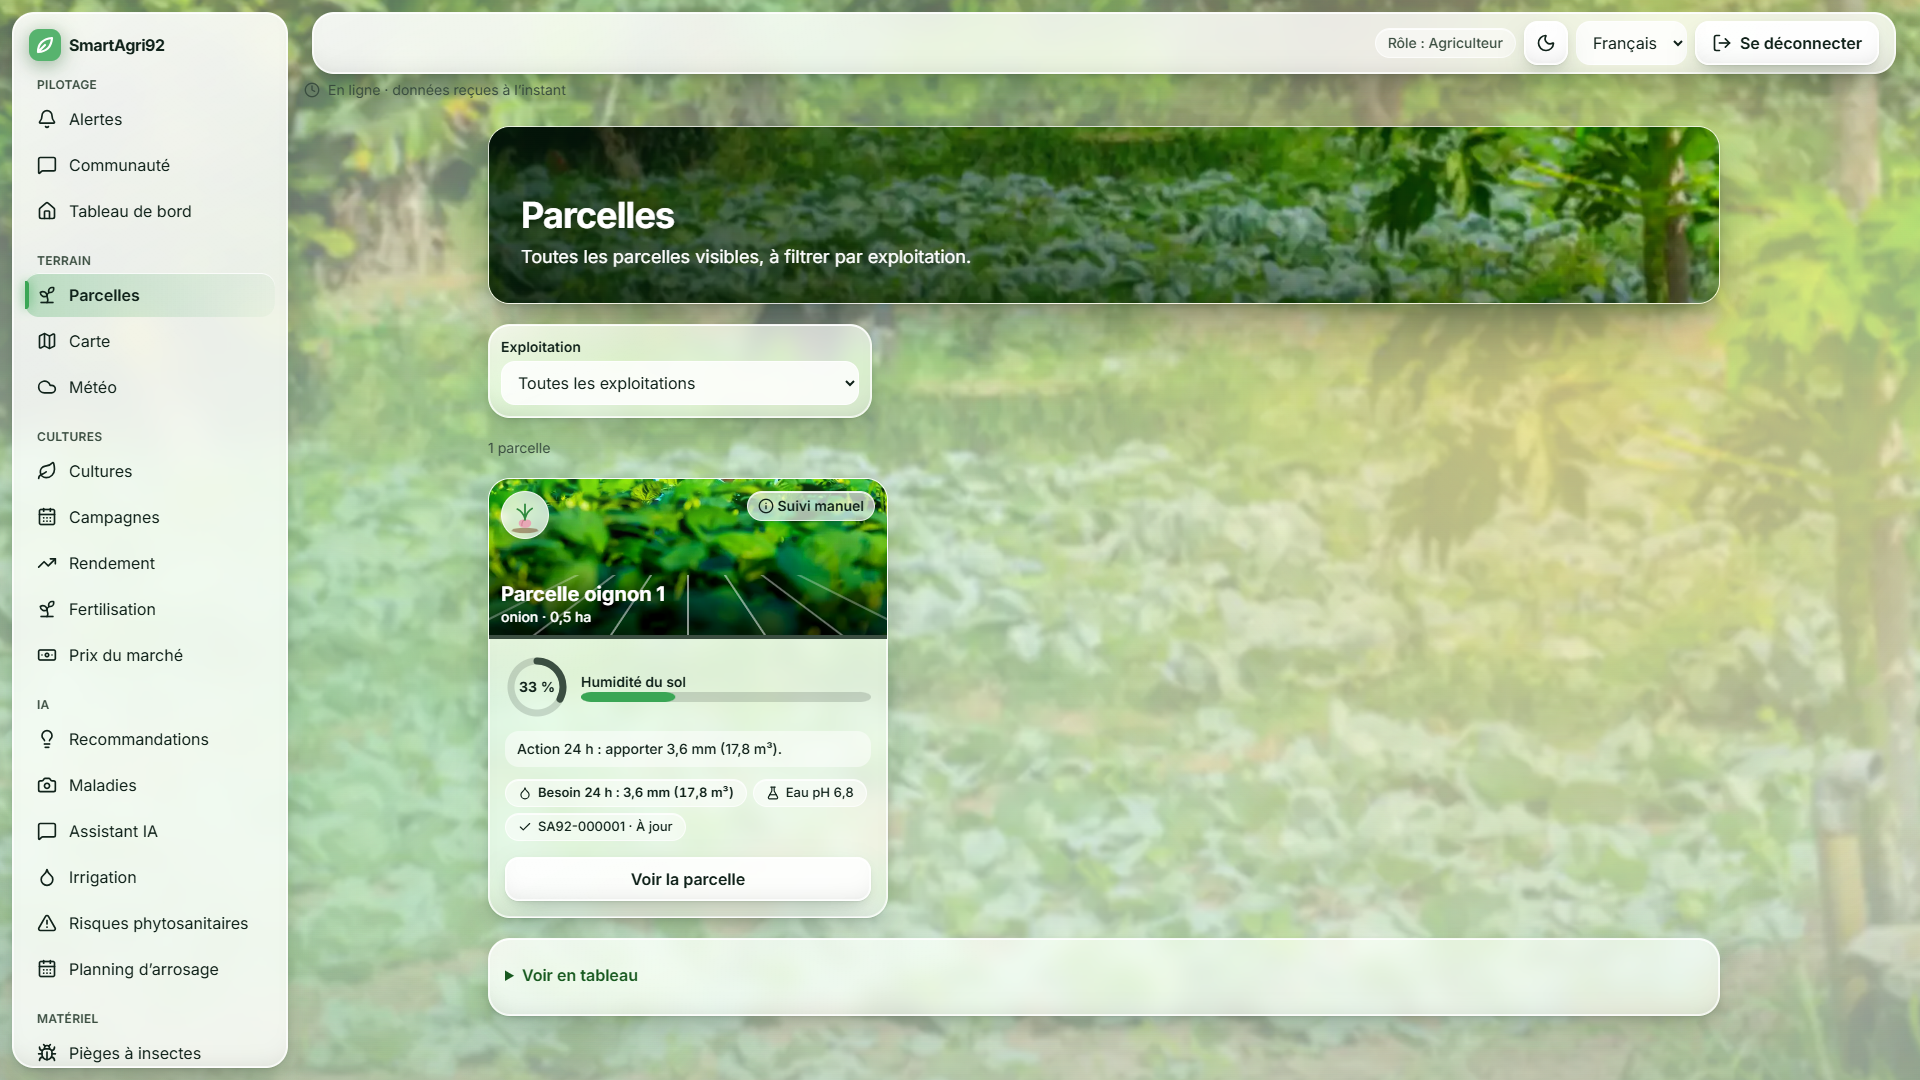 SmartAgri92
PILOTAGE
Alertes
Communauté
Tableau de bord
TERRAIN
Parcelles
Carte
Météo
CULTURES
Cultures
Campagnes
Rendement
Fertilisation
Prix du marché
IA
Recommandations
Maladies
Assistant IA
Irrigation
Risques phytosanitaires
Planning d’arrosage
MATÉRIEL
Pièges à insectes
Rôle : Agriculteur
Français
Se déconnecter
En ligne · données reçues à l’instant
Parcelles
Toutes les parcelles visibles, à filtrer par exploitation.
Exploitation
Toutes les exploitations
1 parcelle
Suivi manuel
Parcelle oignon 1
onion · 0,5 ha
33 %
Humidité du sol
Action 24 h : apporter 3,6 mm (17,8 m³).
Besoin 24 h : 3,6 mm (17,8 m³)
Eau pH 6,8
SA92-000001 · À jour
Voir la parcelle
Voir en tableau